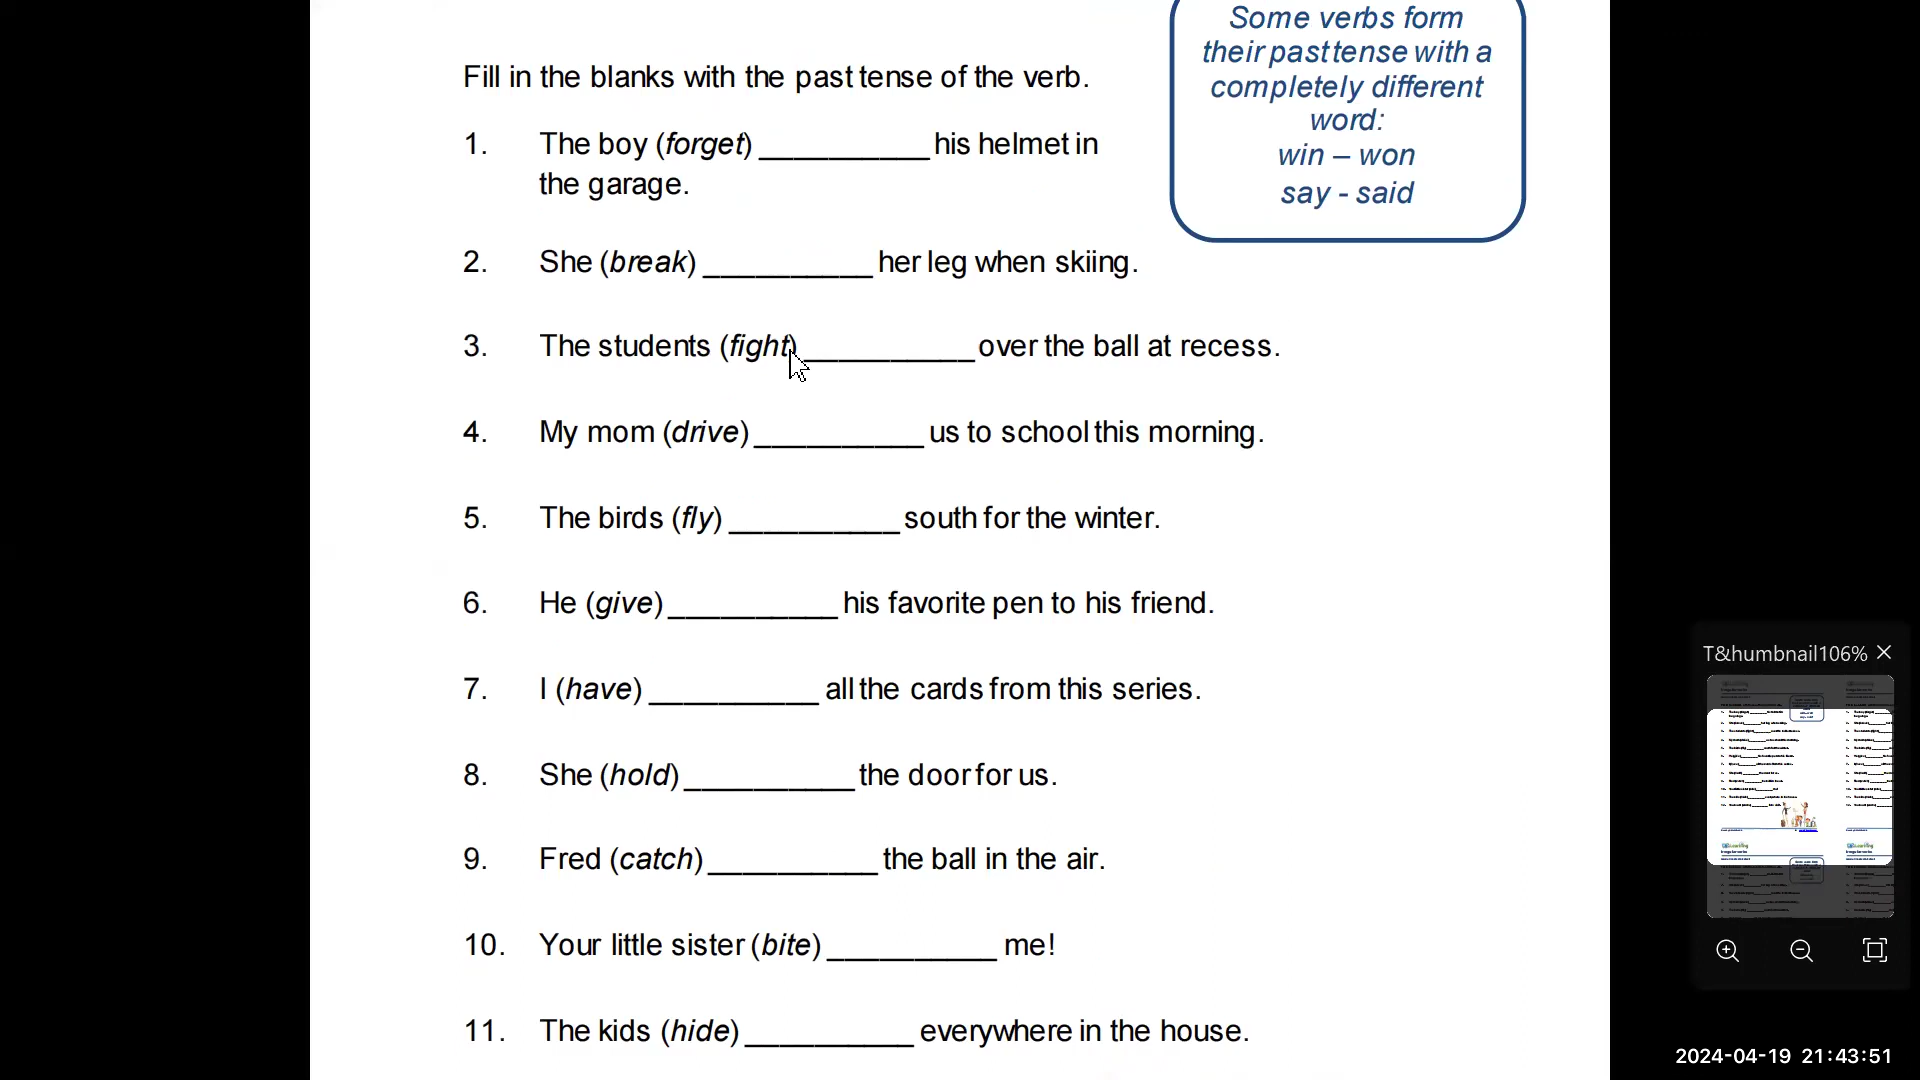 Some verbs form
their past tense with a
completely different
word:
win – won
say - said
Fill in the blanks with the past tense of the verb.
1. The boy (forget) __________ his helmet in
the garage.
2. She (break) __________ her leg when skiing.
3. The students (fight) __________ over the ball at recess.
4. My mom (drive) __________ us to school this morning.
5. The birds (fly) __________ south for the winter.
6. He (give) __________ his favorite pen to his friend.
7. I (have) __________ all the cards from this series.
8. She (hold) __________ the door for us.
9. Fred (catch) __________ the ball in the air.
10. Your little sister (bite) __________ me!
11. The kids (hide) __________ everywhere in the house.
T&humbnail106%
2024-04-19 21:43:51